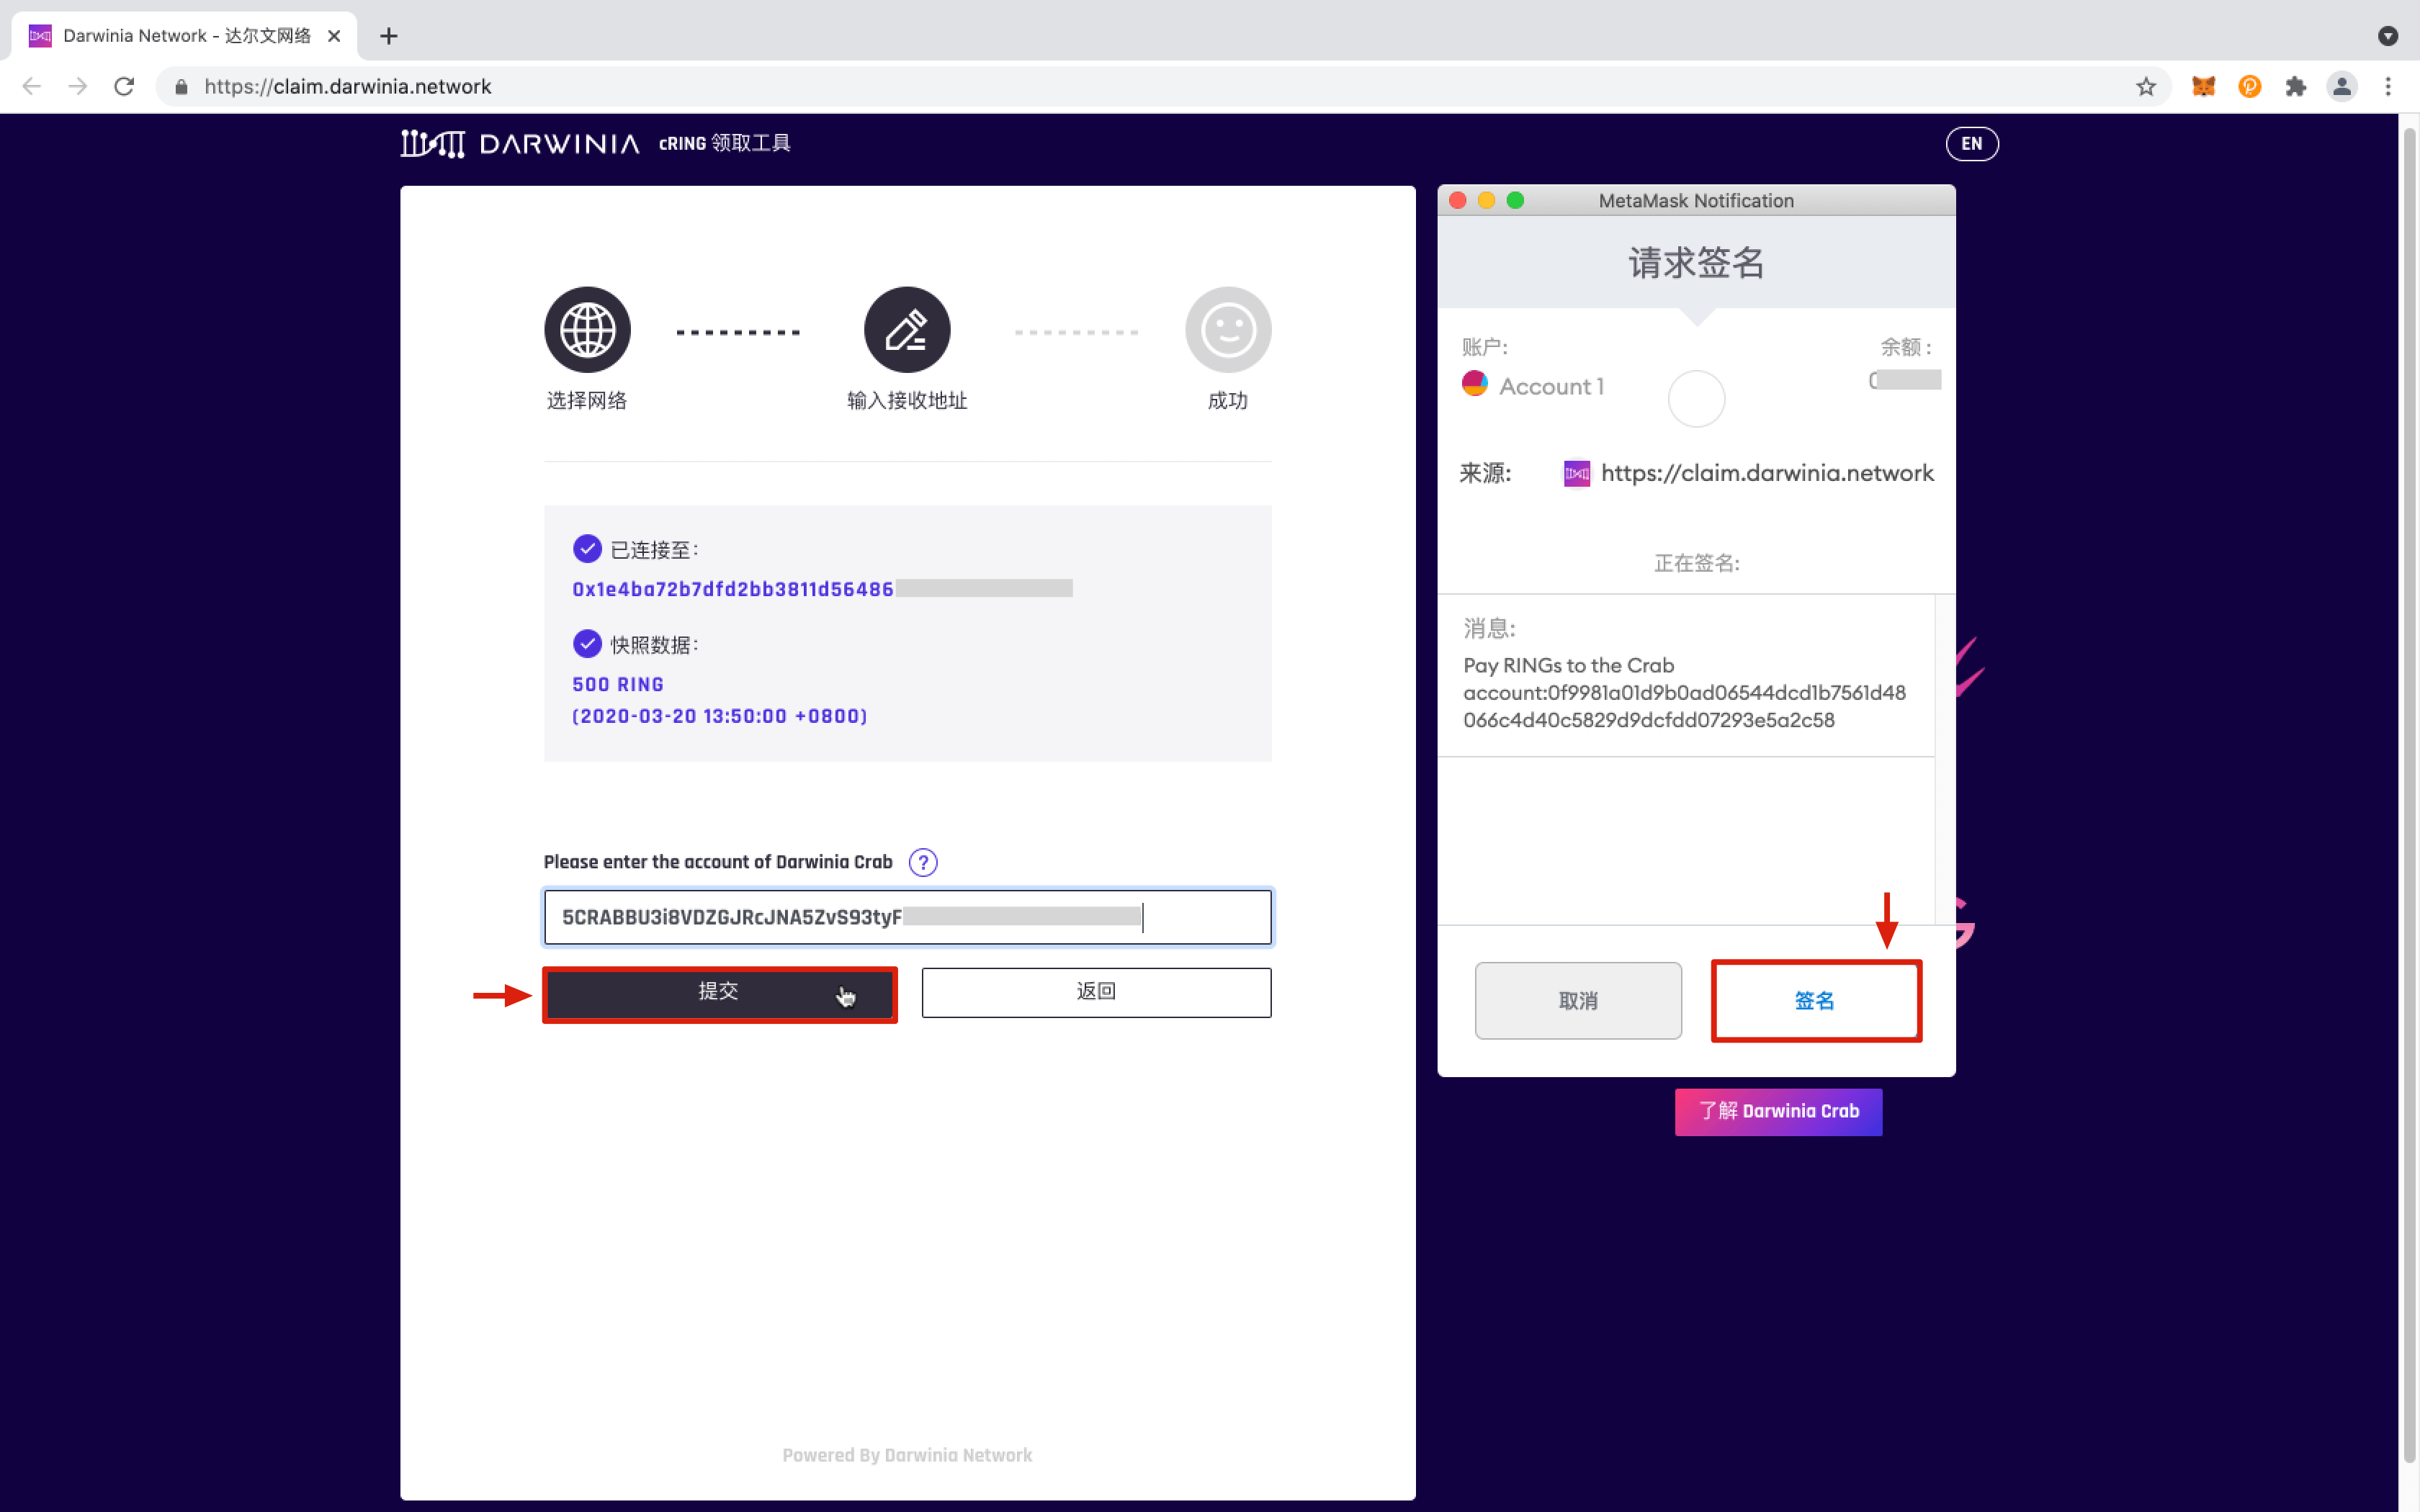 Darwinia Network - 达尔文网络
https://claim.darwinia.network
DARWINIA cRING 领取工具
EN
选择网络
输入接收地址
成功
已连接至:
0x1e4ba72b7dfd2bb3811d56486
快照数据:
500 RING
(2020-03-20 13:50:00 +0800)
Please enter the account of Darwinia Crab ?
5CRABBU3i8VDZGJRcJNA5ZvS93tyF
提交
返回
Powered By Darwinia Network
MetaMask Notification
请求签名
账户:
余额:
Account 1
来源: https://claim.darwinia.network
正在签名:
消息:
Pay RINGs to the Crab
account:0f9981a01d9b0ad06544dcd1b7561d48
066c4d40c5829d9dcfdd07293e5a2c58
取消
签名
了解 Darwinia Crab